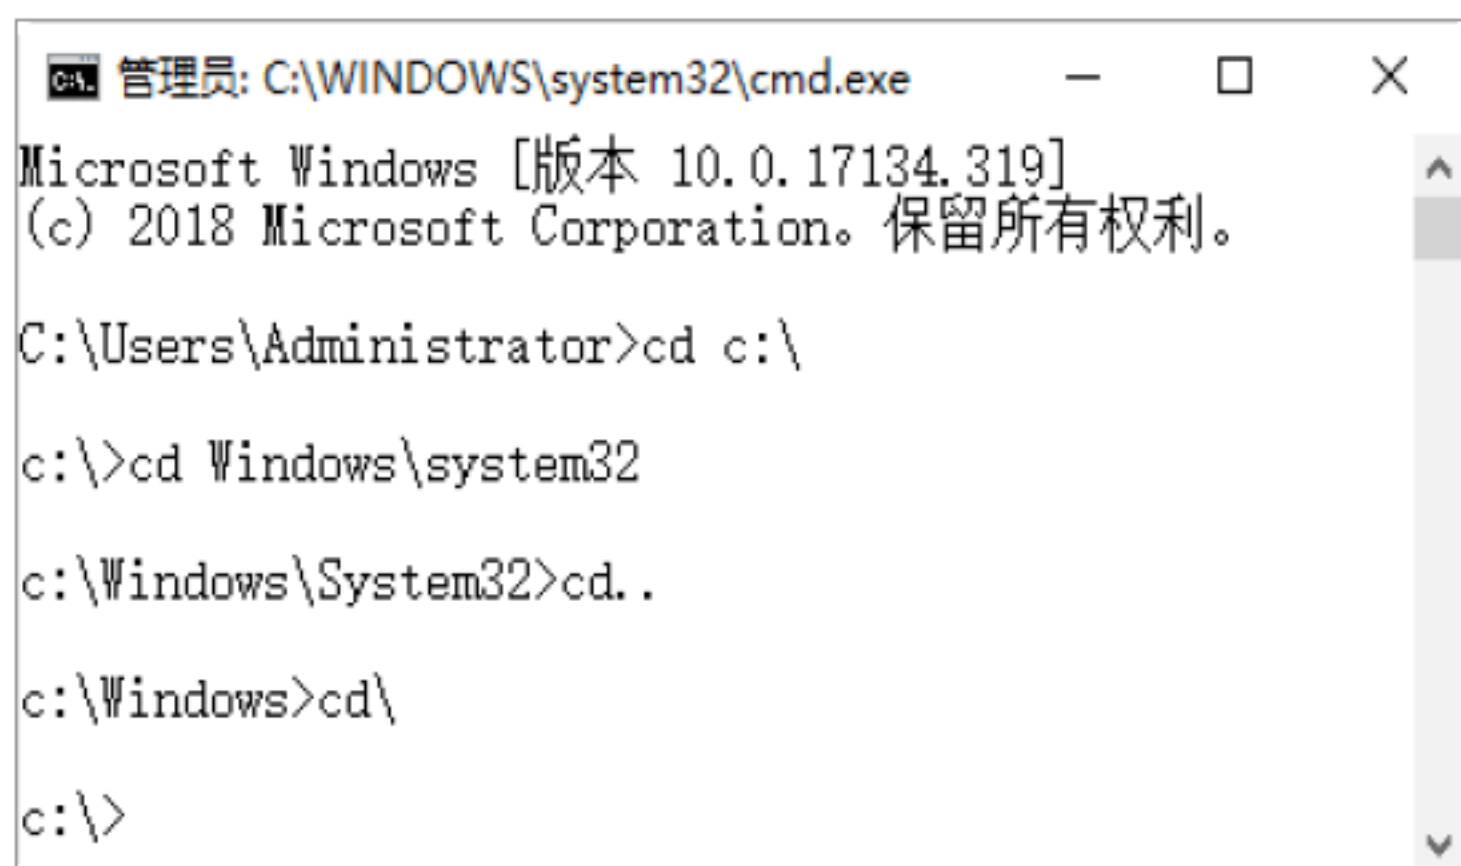 管理员: C:\WINDOWS\system32\cmd.exe
Microsoft Windows [版本 10.0.17134.319]
(c) 2018 Microsoft Corporation。保留所有权利。
C:\Users\Administrator>cd c:\
c:\>cd Windows\system32
c:\Windows\System32>cd..
c:\Windows>cd\
c:\>